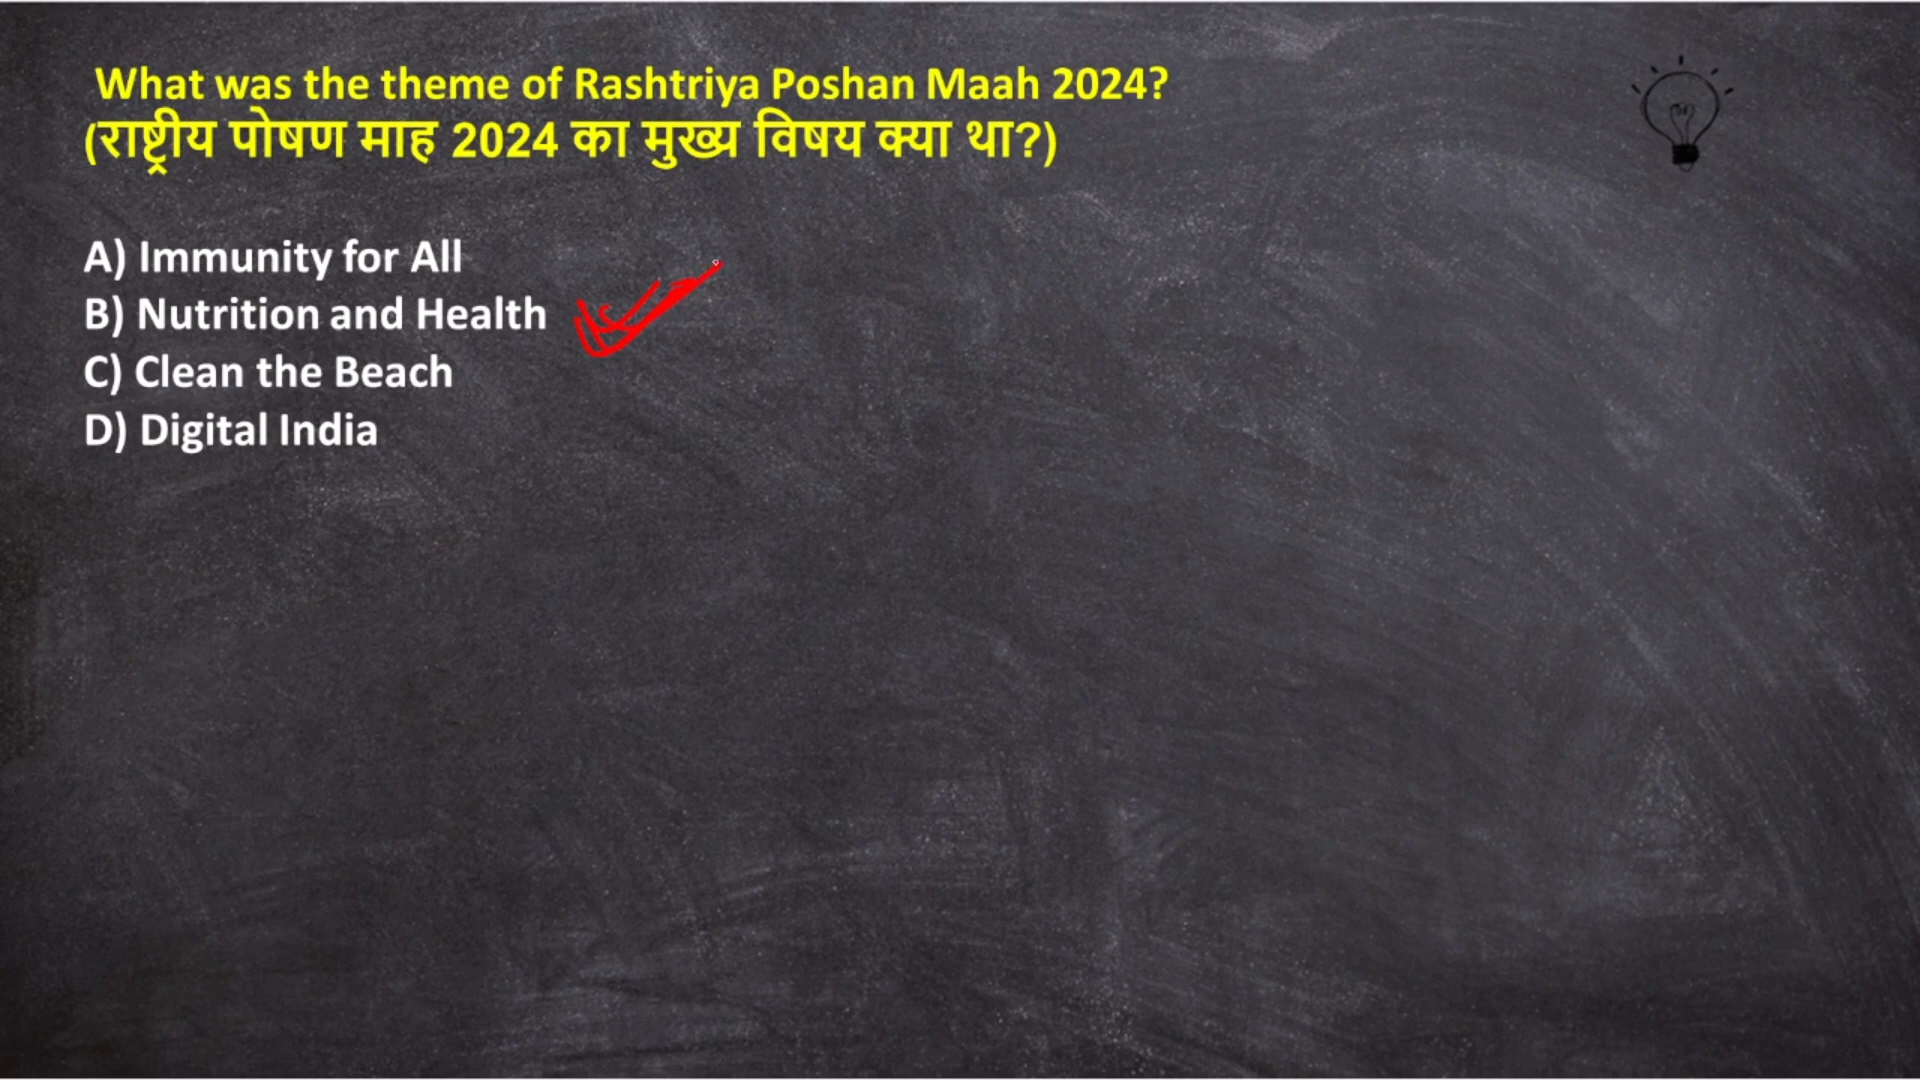 What was the theme of Rashtriya Poshan Maah 2024?
(राष्ट्रीय पोषण माह 2024 का मुख्य विषय क्या था?)
A) Immunity for All
B) Nutrition and Health
C) Clean the Beach
D) Digital India